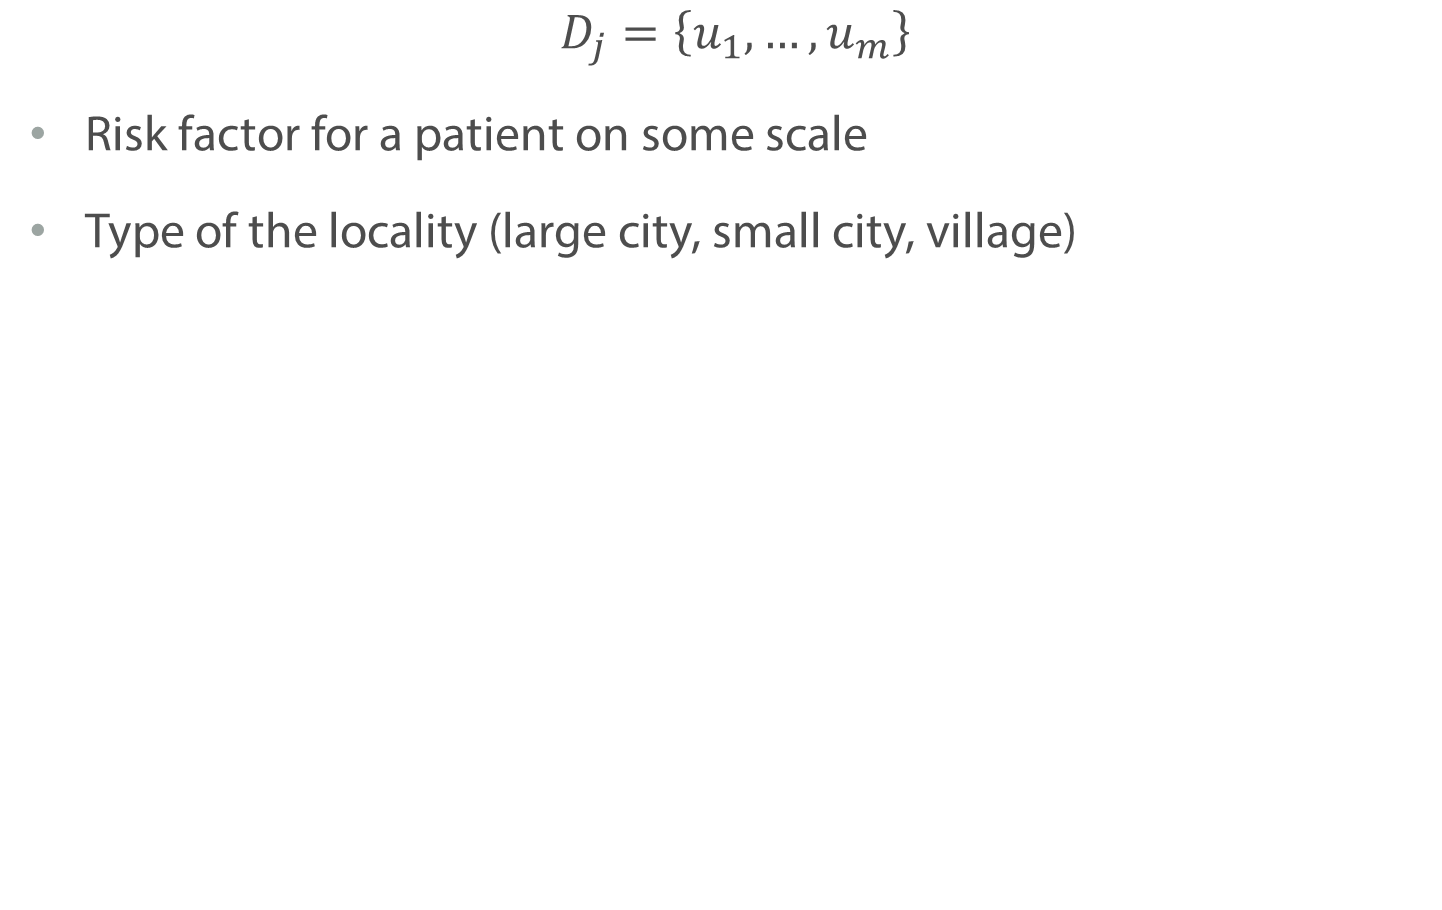 D_j = {u_1, … , u_m}
• Risk factor for a patient on some scale
• Type of the locality (large city, small city, village)